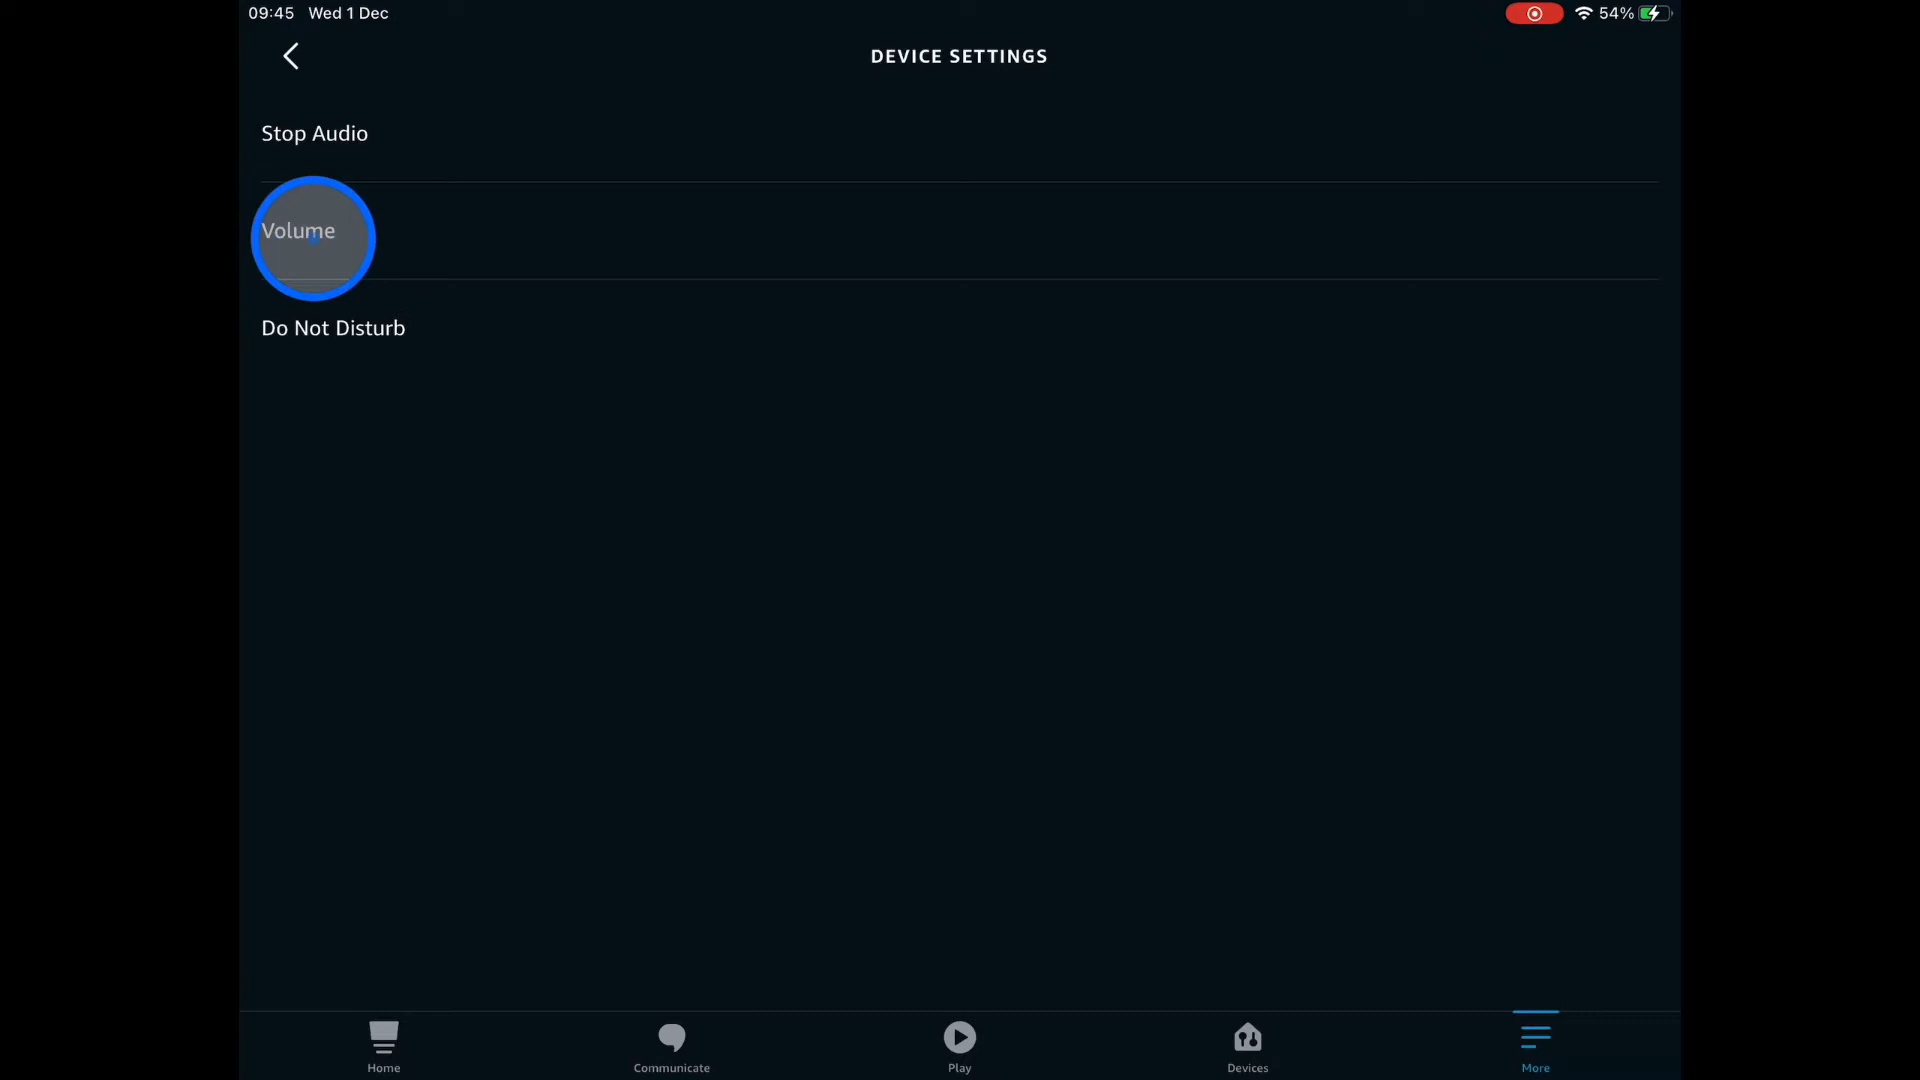 09:45 Wed 1 Dec
54%
DEVICE SETTINGS
Stop Audio
Volume
Do Not Disturb
Home
Communicate
Play
Devices
More